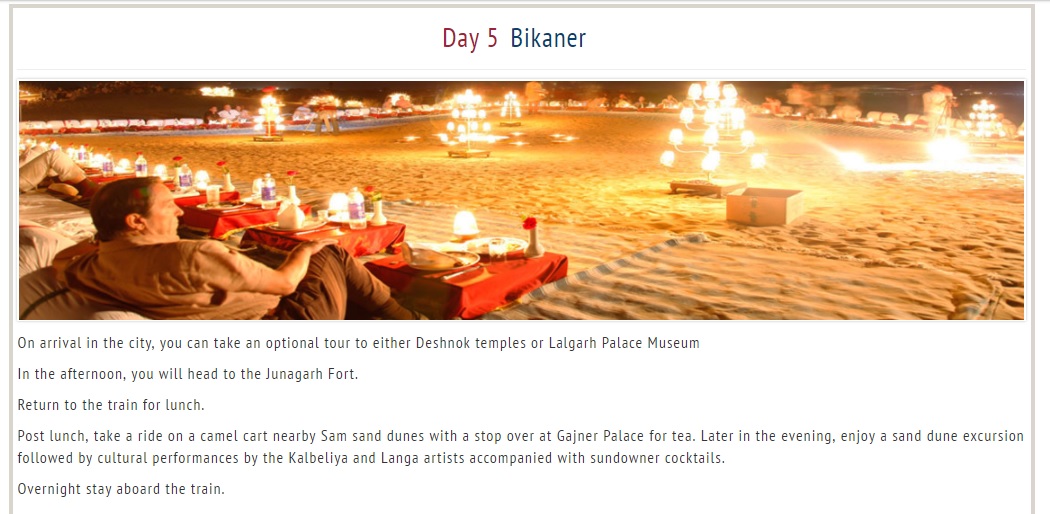 Day 5 Bikaner
On arrival in the city, you can take an optional tour to either Deshnok temples or Lalgarh Palace Museum
In the afternoon, you will head to the Junagarh Fort.
Return to the train for lunch.
Post lunch, take a ride on a camel cart nearby Sam sand dunes with a stop over at Gajner Palace for tea. Later in the evening, enjoy a sand dune excursion
followed by cultural performances by the Kalbeliya and Langa artists accompanied with sundowner cocktails.
Overnight stay aboard the train.